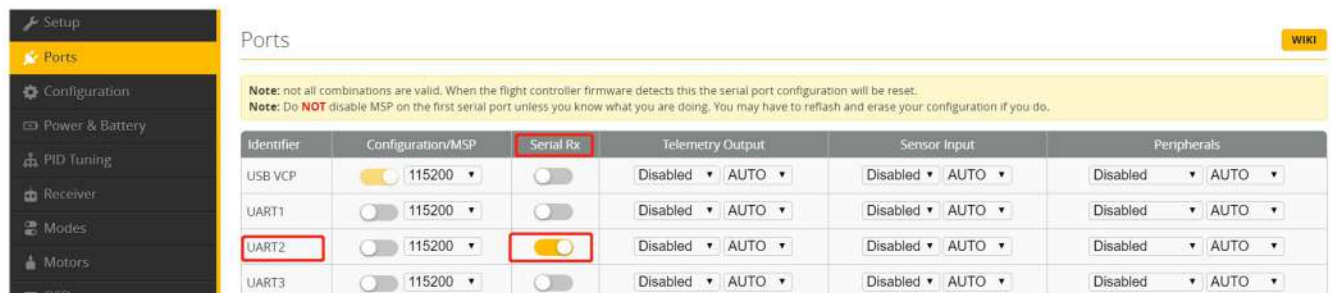 Setup
Ports
Configuration
Power & Battery
PID Tuning
Receiver
Modes
Motors
Ports
WIKI
Note: not all combinations are valid. When the flight controller firmware detects this the serial port configuration will be reset.
Note: Do NOT disable MSP on the first serial port unless you know what you are doing. You may have to reflash and erase your configuration if you do.
Identifier Configuration/MSP Serial Rx Telemetry Output Sensor Input Peripherals
USB VCP 115200 Disabled AUTO Disabled AUTO Disabled AUTO
UART1 115200 Disabled AUTO Disabled AUTO Disabled AUTO
UART2 115200 Disabled AUTO Disabled AUTO Disabled AUTO
UART3 115200 Disabled AUTO Disabled AUTO Disabled AUTO